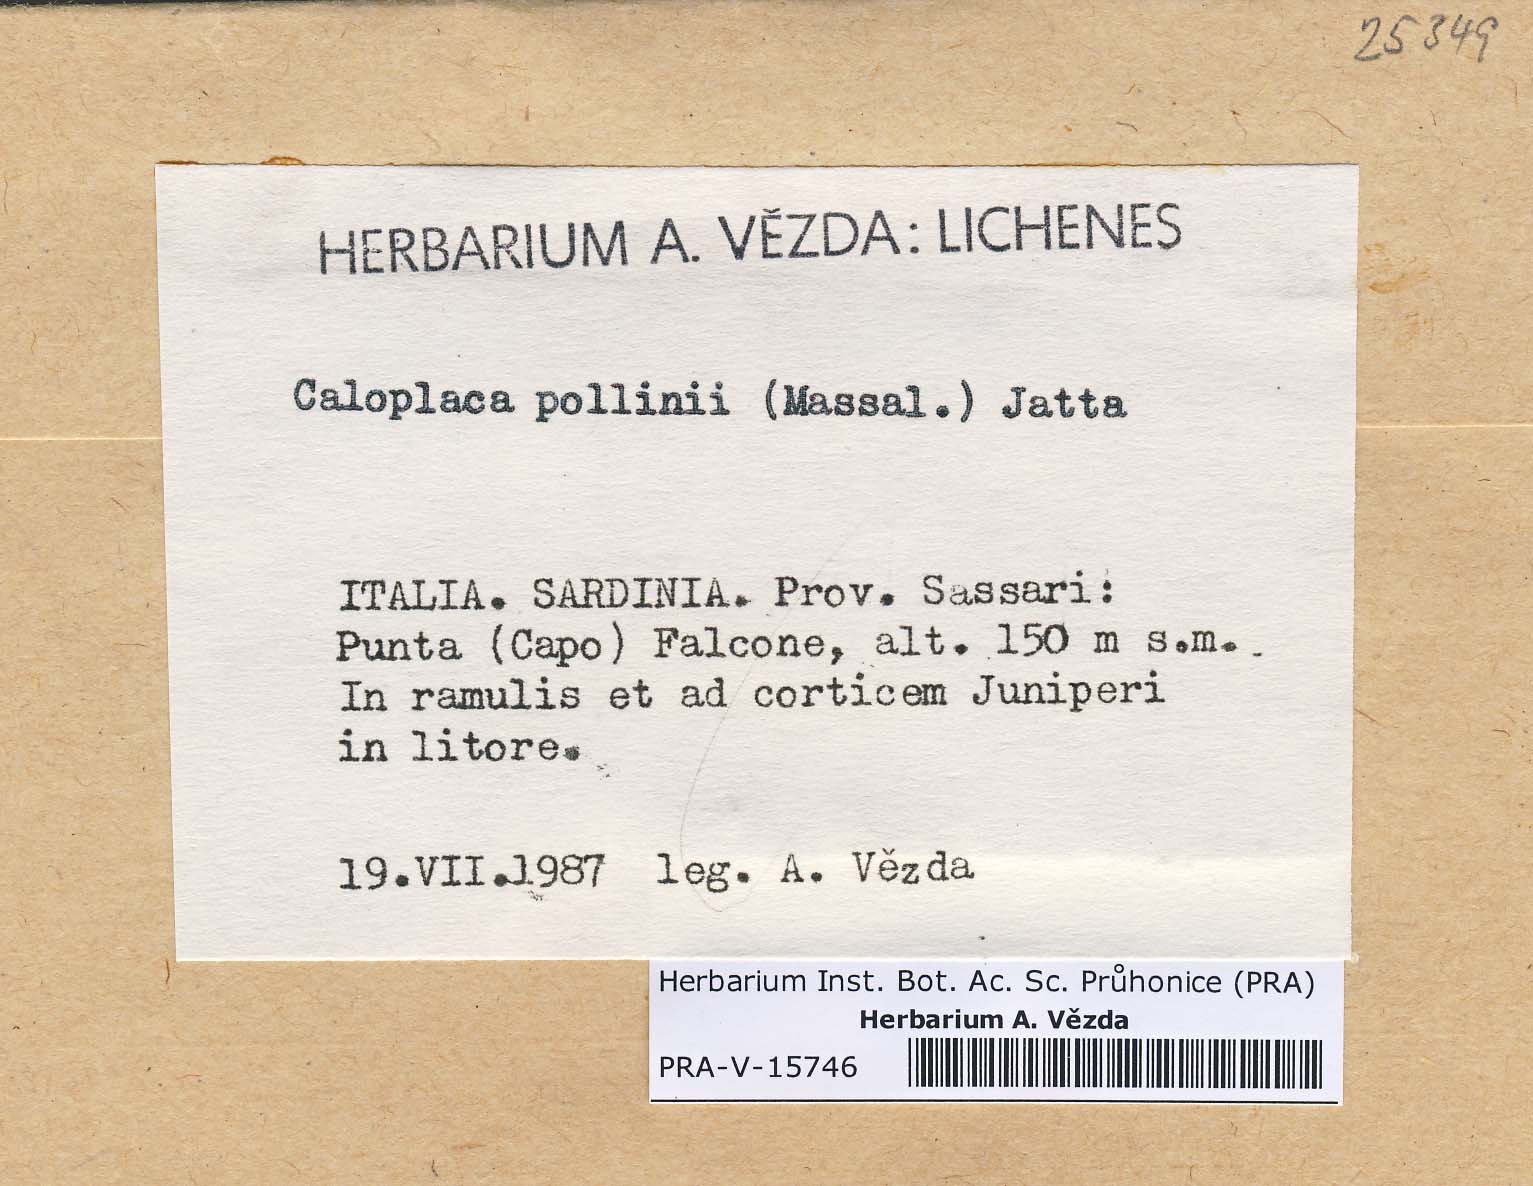 25349
HERBARIUM A. VĚZDA: LICHENES
Caloplaca pollinii (Massal.) Jatta
ITALIA. SARDINIA. Prov. Sassari:
Punta (Capo) Falcone, alt. 150 m s.m.
In ramulis et ad corticem Juniperi
in litore.
19.VII.1987 leg. A. Vězda
Herbarium Inst. Bot. Ac. Sc. Průhonice (PRA)
Herbarium A. Vězda
PRA-V-15746